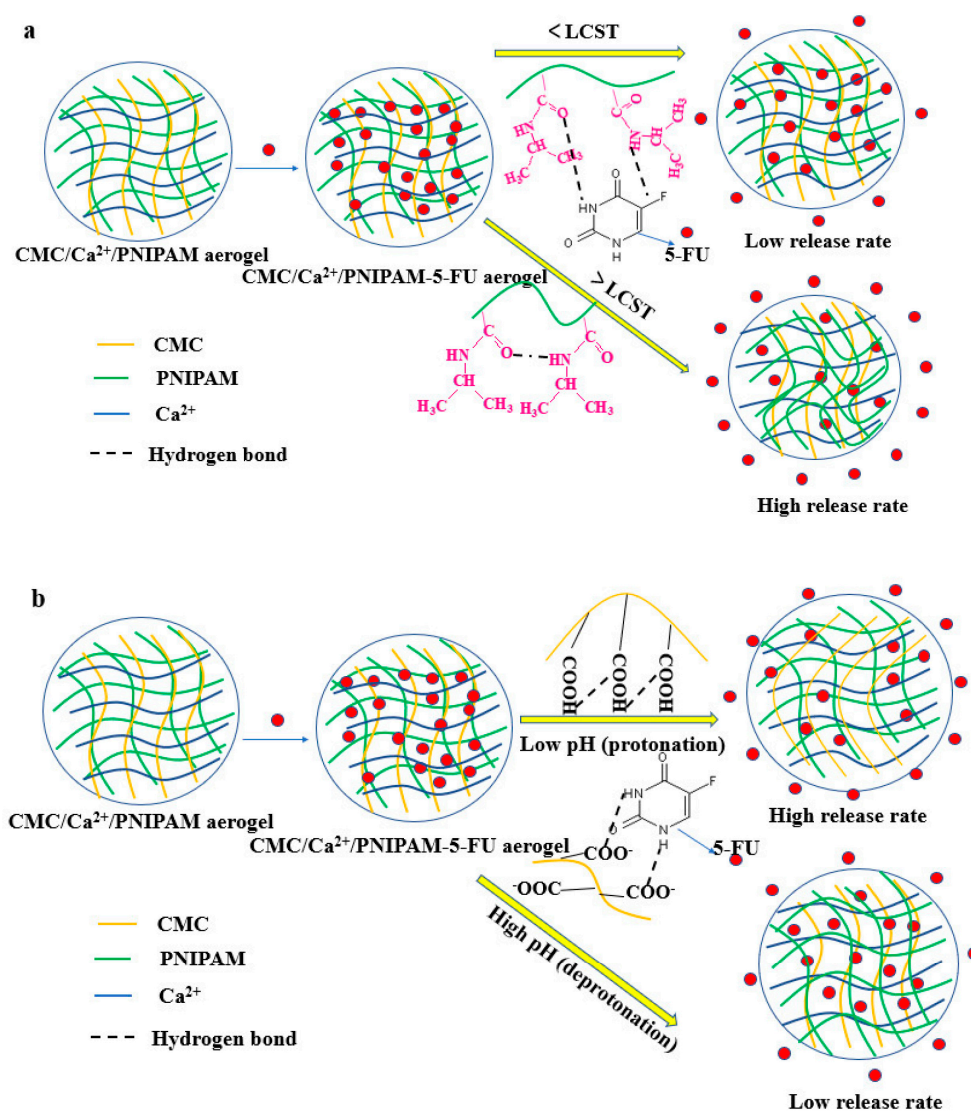 a
< LCST
C
O
HN
CH
H₃C
CH₃
C
O
HN
CH
CH₃
H₃C
O
HN
F
O
N
H
5-FU
Low release rate
CMC/Ca²⁺/PNIPAM aerogel
CMC/Ca²⁺/PNIPAM-5-FU aerogel
> LCST
C
O
HN
CH
H₃C
CH₃
C
O
HN
CH
H₃C
CH₃
CMC
PNIPAM
Ca²⁺
Hydrogen bond
High release rate
b
COOH
COOH
COOH
Low pH (protonation)
O
HN
F
O
N
H
5-FU
High release rate
CMC/Ca²⁺/PNIPAM aerogel
CMC/Ca²⁺/PNIPAM-5-FU aerogel
COO⁻
⁻OOC
COO⁻
High pH (deprotonation)
CMC
PNIPAM
Ca²⁺
Hydrogen bond
Low release rate